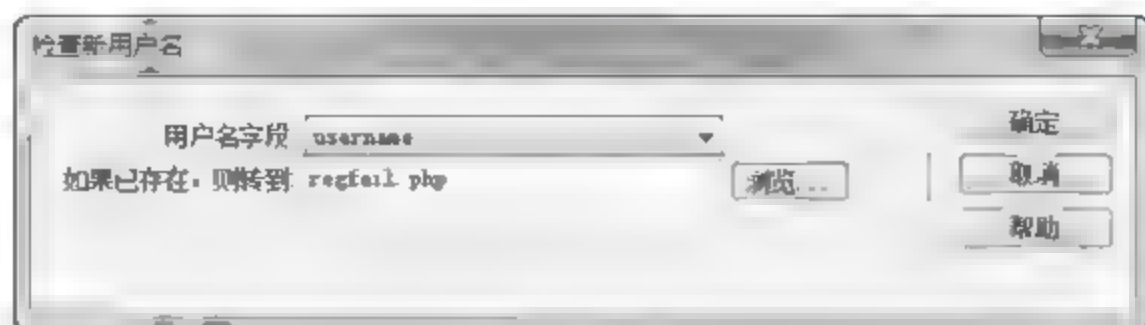 检查新用户名
用户名字段 username
确定
如果已存在，则转到 regfail.php
浏览...
取消
帮助